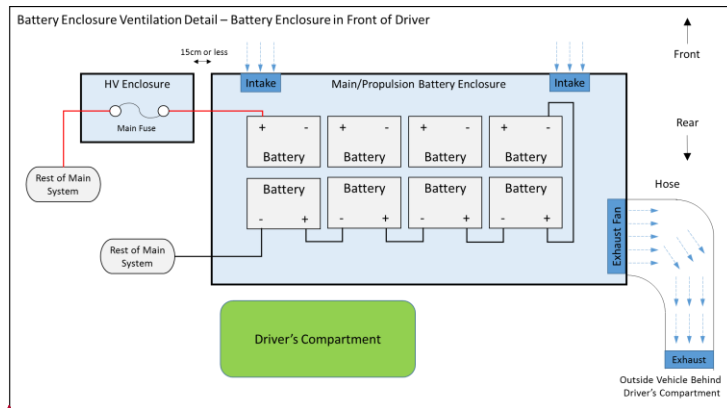 Battery Enclosure Ventilation Detail – Battery Enclosure in Front of Driver
15cm or less
Front
HV Enclosure
Intake
Main/Propulsion Battery Enclosure
Intake
Main Fuse
+ -
+ -
+ -
+ -
Battery
Battery
Battery
Battery
Rear
Rest of Main
System
Battery
Battery
Battery
Battery
- +
- +
- +
- +
Hose
Exhaust Fan
Rest of Main
System
Driver's Compartment
Exhaust
Outside Vehicle Behind
Driver's Compartment